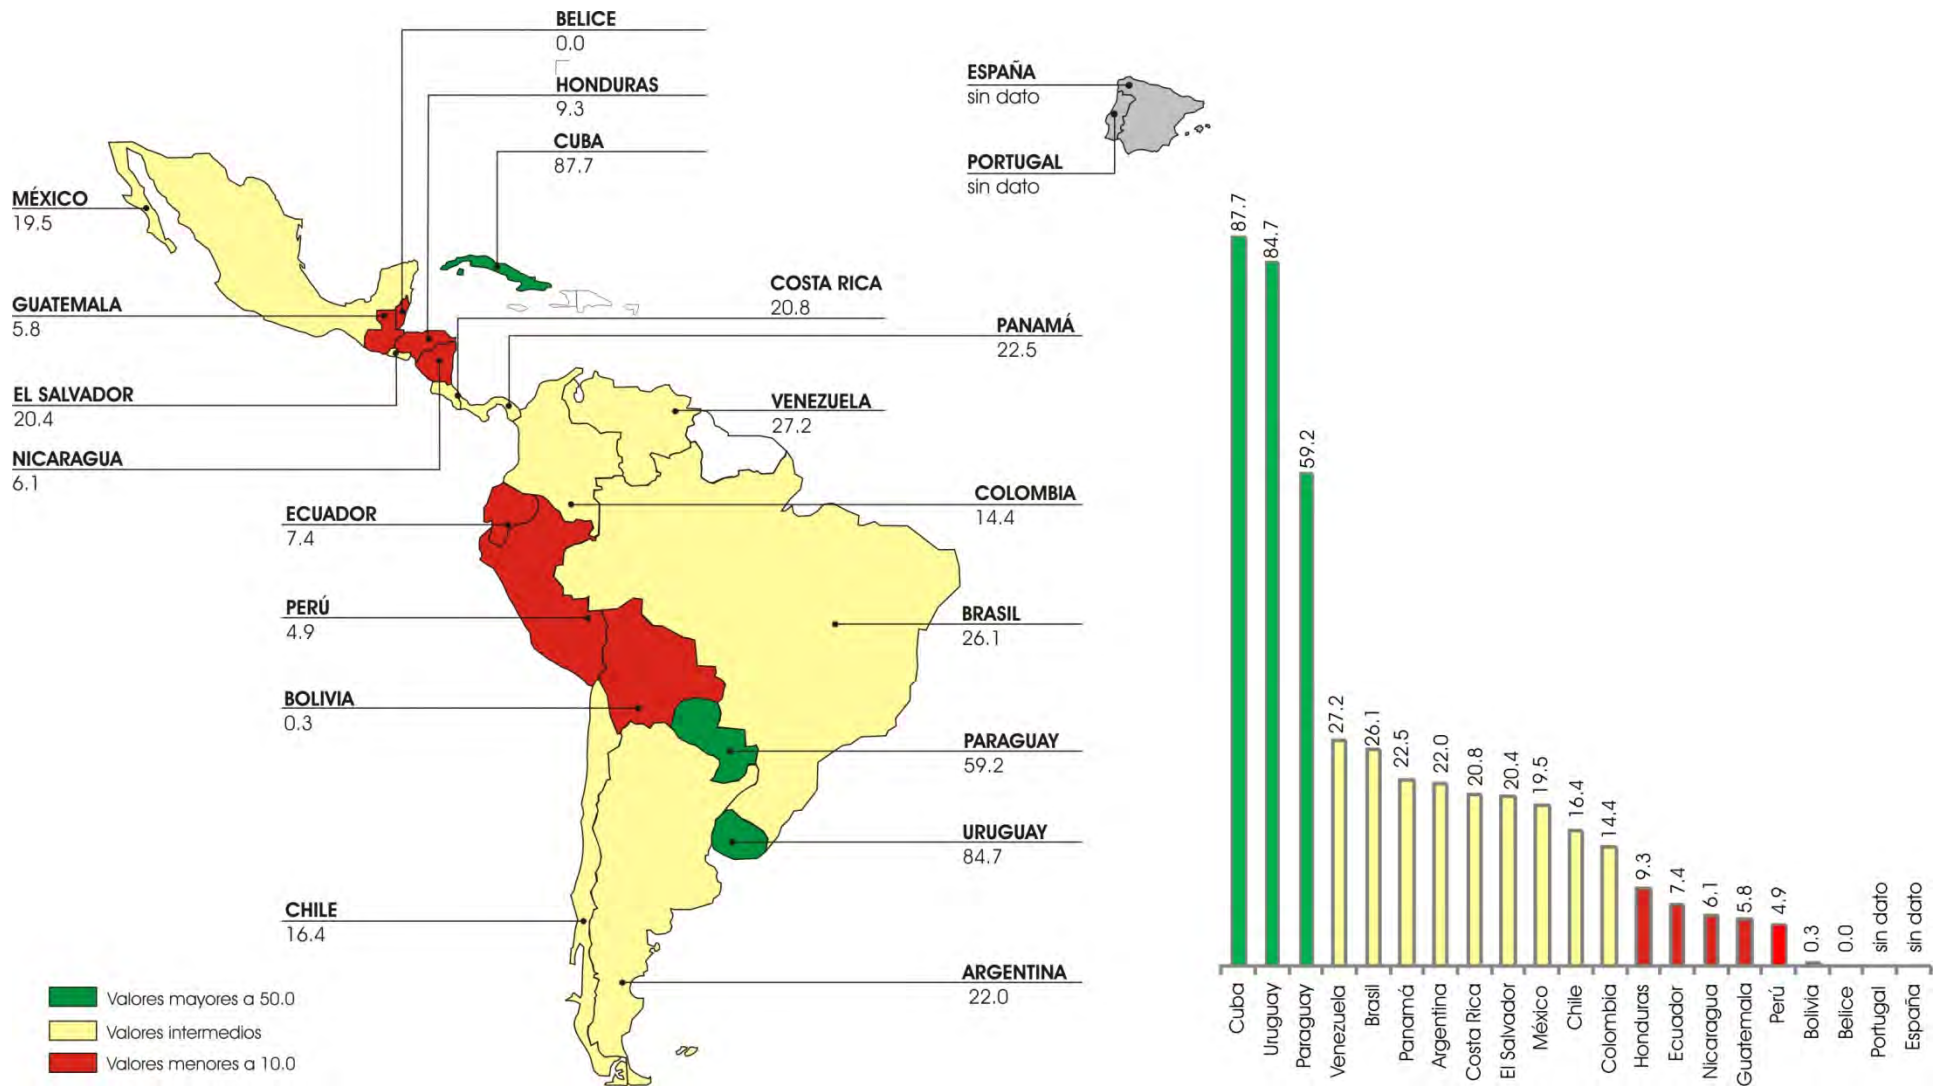 BELICE
0.0
HONDURAS
9.3
CUBA
87.7
ESPAÑA
sin dato
PORTUGAL
sin dato
MÉXICO
19.5
GUATEMALA
5.8
EL SALVADOR
20.4
NICARAGUA
6.1
COSTA RICA
20.8
PANAMÁ
22.5
VENEZUELA
27.2
COLOMBIA
14.4
ECUADOR
7.4
PERÚ
4.9
BRASIL
26.1
BOLIVIA
0.3
PARAGUAY
59.2
URUGUAY
84.7
CHILE
16.4
ARGENTINA
22.0
Valores mayores a 50.0
Valores intermedios
Valores menores a 10.0
87.7
84.7
59.2
27.2
26.1
22.5
22.0
20.8
20.4
19.5
16.4
14.4
9.3
7.4
6.1
5.8
4.9
0.3
0.0
sin dato
sin dato
Cuba
Uruguay
Paraguay
Venezuela
Brasil
Panamá
Argentina
Costa Rica
El Salvador
México
Chile
Colombia
Honduras
Ecuador
Nicaragua
Guatemala
Perú
Bolivia
Belice
Portugal
España